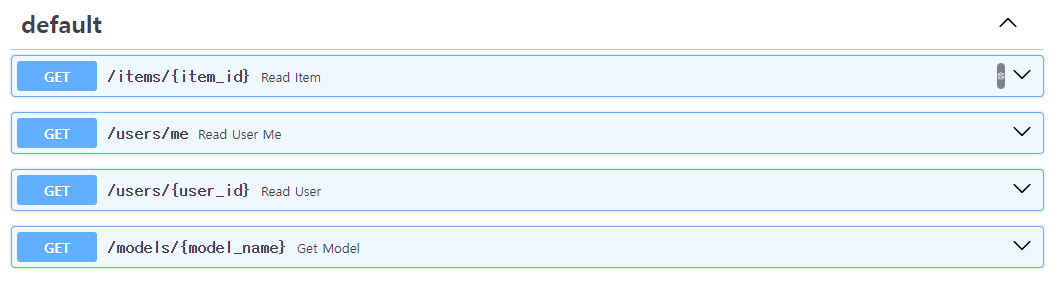 default
GET /items/{item_id} Read Item
GET /users/me Read User Me
GET /users/{user_id} Read User
GET /models/{model_name} Get Model